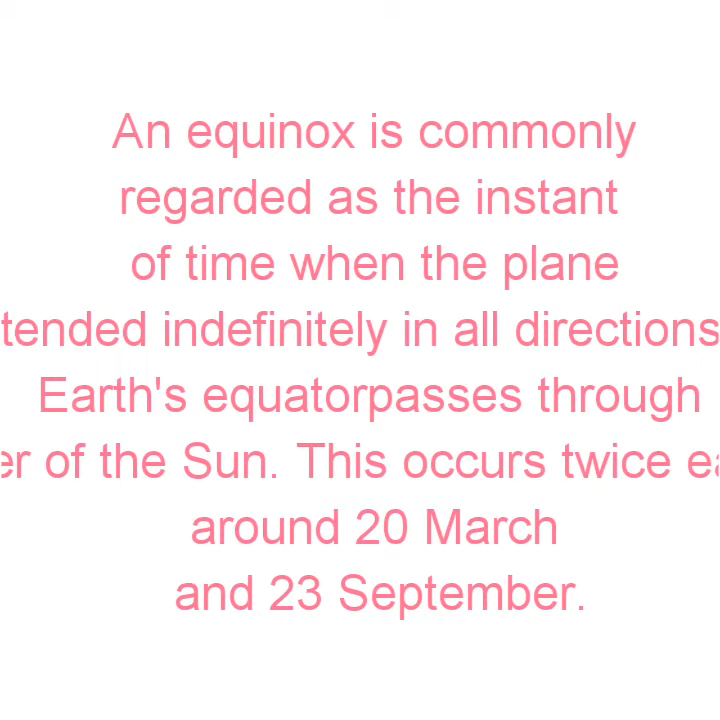 An equinox is commonly
regarded as the instant
of time when the plane
tended indefinitely in all directions
Earth's equatorpasses through
er of the Sun. This occurs twice ea
around 20 March
and 23 September.